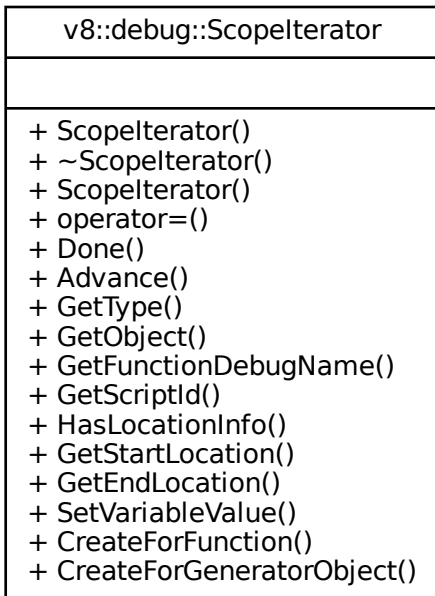 v8::debug::ScopeIterator
+ ScopeIterator()
+ ~ScopeIterator()
+ ScopeIterator()
+ operator=()
+ Done()
+ Advance()
+ GetType()
+ GetObject()
+ GetFunctionDebugName()
+ GetScriptId()
+ HasLocationInfo()
+ GetStartLocation()
+ GetEndLocation()
+ SetVariableValue()
+ CreateForFunction()
+ CreateForGeneratorObject()